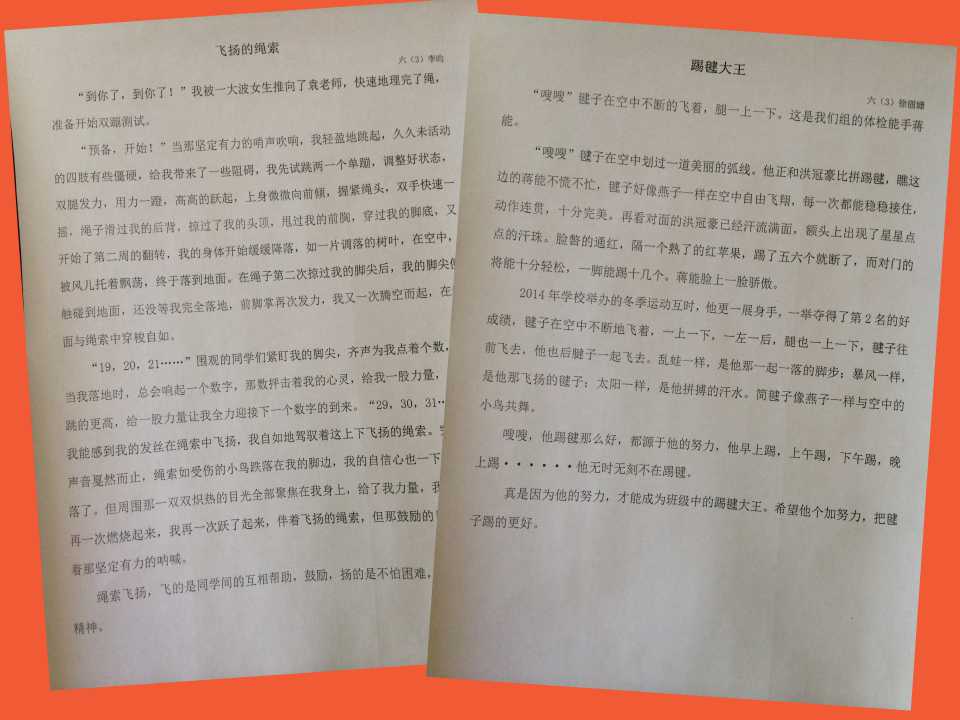 飞扬的绳索
六（3）李鸣
“到你了，到你了！”我被一大波女生推向了袁老师，快速地理完了绳，
准备开始双蹦测试。
“预备，开始！”当那坚定有力的哨声吹响，我轻盈地跳起，久久未活动
的四肢有些僵硬，给我带来了一些阻碍，我先试跳两一个单蹦，调整好状态，
双腿发力，用力一蹬，高高的跃起，上身微微向前倾，握紧绳头，双手快速一
摇，绳子滑过我的后背，掠过了我的头顶，甩过我的前胸，穿过我的脚底，又
开始了第二周的翻转，我的身体开始缓缓降落，如一片调落的树叶，在空中，
被风儿托着飘荡，终于落到地面。在绳子第二次掠过我的脚尖后，我的脚尖
触碰到地面，还没等我完全落地，前脚掌再次发力，我又一次腾空而起，在
面与绳索中穿梭自如。
“19，20，21……”围观的同学们紧盯我的脚尖，齐声为我点着个数，
当我落地时，总会响起一个数字，那数抨击着我的心灵，给我一股力量，
跳的更高，给一股力量让我全力迎接下一个数字的到来。“29，30，31…
我能感到我的发丝在绳索中飞扬，我自如地驾驭着这上下飞扬的绳索。
声音戛然而止，绳索如受伤的小鸟跌落在我的脚边，我的自信心也一下
落了。但周围那一双双炽热的目光全部聚焦在我身上，给了我力量，我
再一次燃烧起来，我再一次跃了起来，伴着飞扬的绳索，但那鼓励的
着那坚定有力的呐喊。
绳索飞扬，飞的是同学间的互相帮助，鼓励，扬的是不怕困难，
精神。
踢毽大王
六（3）徐
“嗖嗖”毽子在空中不断的飞着，腿一上一下。这是我们组的体检能手蒋
能。
“嗖嗖”毽子在空中划过一道美丽的弧线。他正和洪冠豪比拼踢毽，瞧这
边的蒋能不慌不忙，毽子好像燕子一样在空中自由飞翔，每一次都能稳稳接住，
动作连贯，十分完美。再看对面的洪冠豪已经汗流满面。额头上出现了星星点
点的汗珠。脸瞥的通红，隔一个熟了的红苹果，踢了五六个就断了，而对门的
将能十分轻松，一脚能踢十几个。蒋能脸上一脸骄傲。
2014 年学校举办的冬季运动互时，他更一展身手，一举夺得了第 2 名的好
成绩，毽子在空中不断地飞着，一上一下，一左一后，腿也一上一下，毽子往
前飞去，他也后腱子一起飞去。乱蛙一样，是他那一起一落的脚步；暴风一样，
是他那飞扬的毽子；太阳一样，是他拼搏的汗水。简毽子像燕子一样与空中的
小鸟共舞。
嗖嗖，他踢毽那么好，都源于他的努力，他早上踢，上午踢，下午踢，晚
上踢······他无时无刻不在踢毽。
真是因为他的努力，才能成为班级中的踢毽大王。希望他个加努力，把毽
子踢的更好。